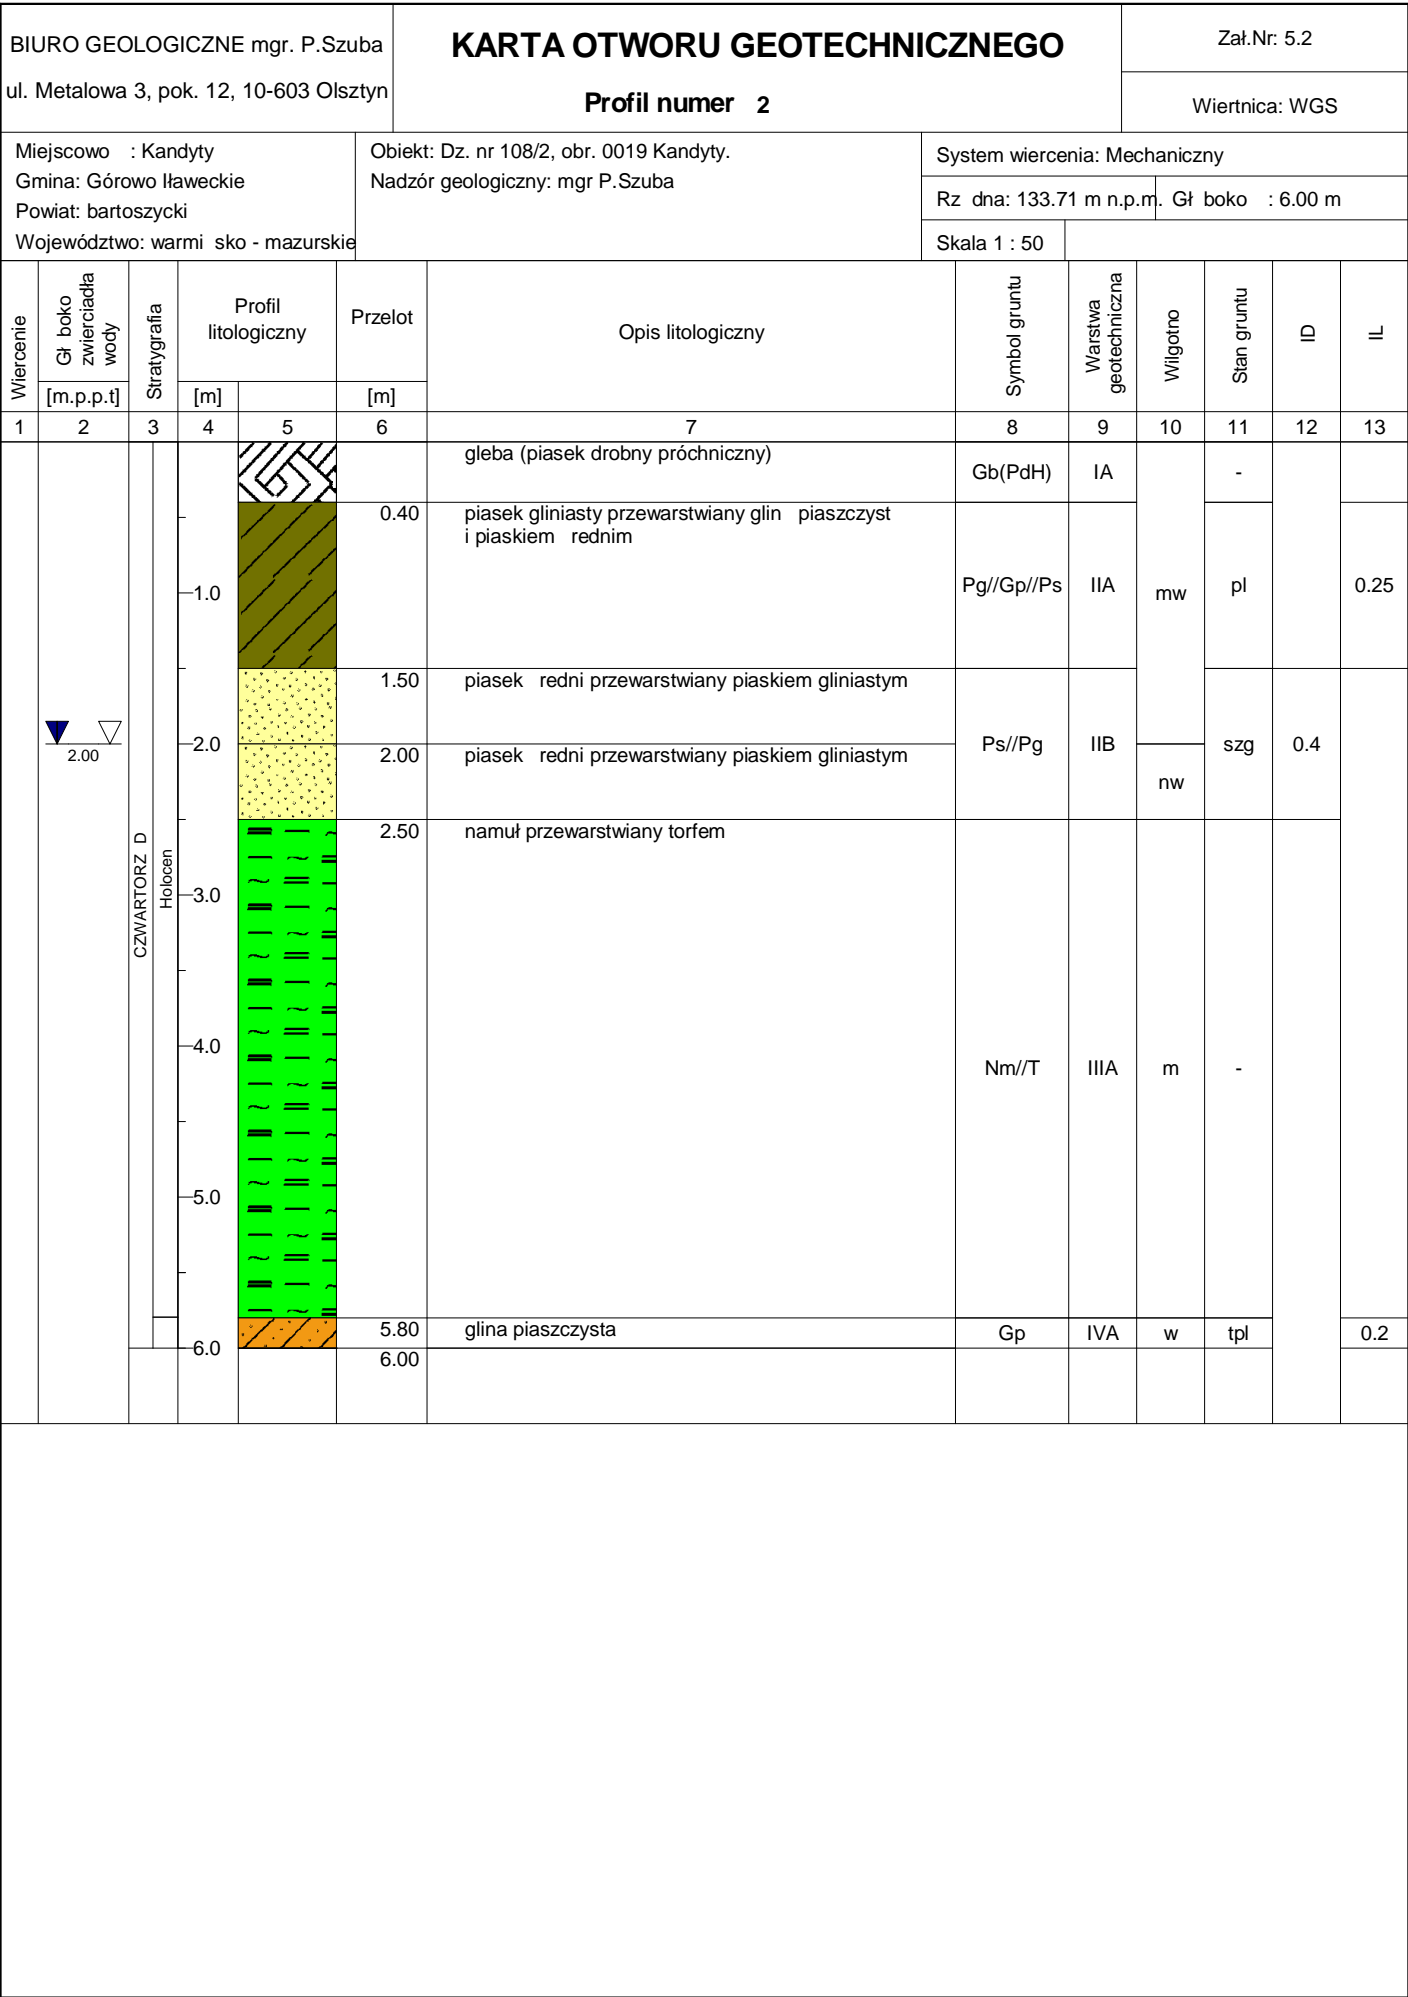 BIURO GEOLOGICZNE mgr. P.Szuba
ul. Metalowa 3, pok. 12, 10-603 Olsztyn
KARTA OTWORU GEOTECHNICZNEGO
Profil numer 2
Zał.Nr: 5.2
Wiertnica: WGS
Miejscowo : Kandyty
Gmina: Górowo Iławeckie
Powiat: bartoszycki
Województwo: warmi sko - mazurskie
Obiekt: Dz. nr 108/2, obr. 0019 Kandyty.
Nadzór geologiczny: mgr P.Szuba
System wiercenia: Mechaniczny
Rz dna: 133.71 m n.p.m. Gł boko : 6.00 m
Skala 1 : 50
Wiercenie
Gł boko
zwierciadła
wody
[m.p.p.t]
Stratygrafia
Profil
litologiczny
[m]
Przelot
[m]
Opis litologiczny
Symbol gruntu
Warstwa
geotechniczna
Wilgotno
Stan gruntu
ID
IL
1 2 3 4 5 6 7 8 9 10 11 12 13
gleba (piasek drobny próchniczny)
Gb(PdH) IA -
0.40 piasek gliniasty przewarstwiany glin piaszczyst
i piaskiem rednim
1.0
Pg//Gp//Ps IIA mw pl 0.25
1.50 piasek redni przewarstwiany piaskiem gliniastym
2.00
2.0
2.00 piasek redni przewarstwiany piaskiem gliniastym
Ps//Pg IIB szg 0.4
nw
2.50 namuł przewarstwiany torfem
CZWARTORZ D
Holocen
3.0
4.0
Nm//T IIIA m -
5.0
5.80 glina piaszczysta
Gp IVA w tpl 0.2
6.0
6.00